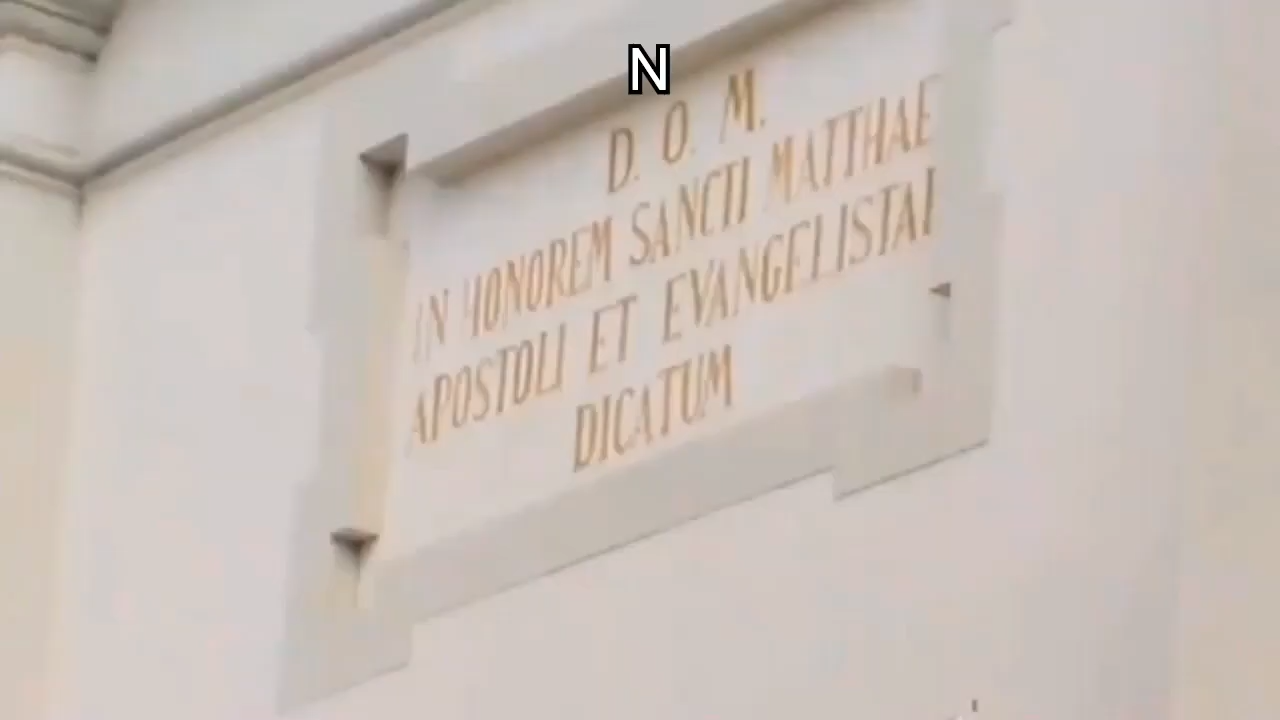 N
D. O. M.
IN HONOREM SANCTI MATTHAE
APOSTOLI ET EVANGELISTAE
DICATUM